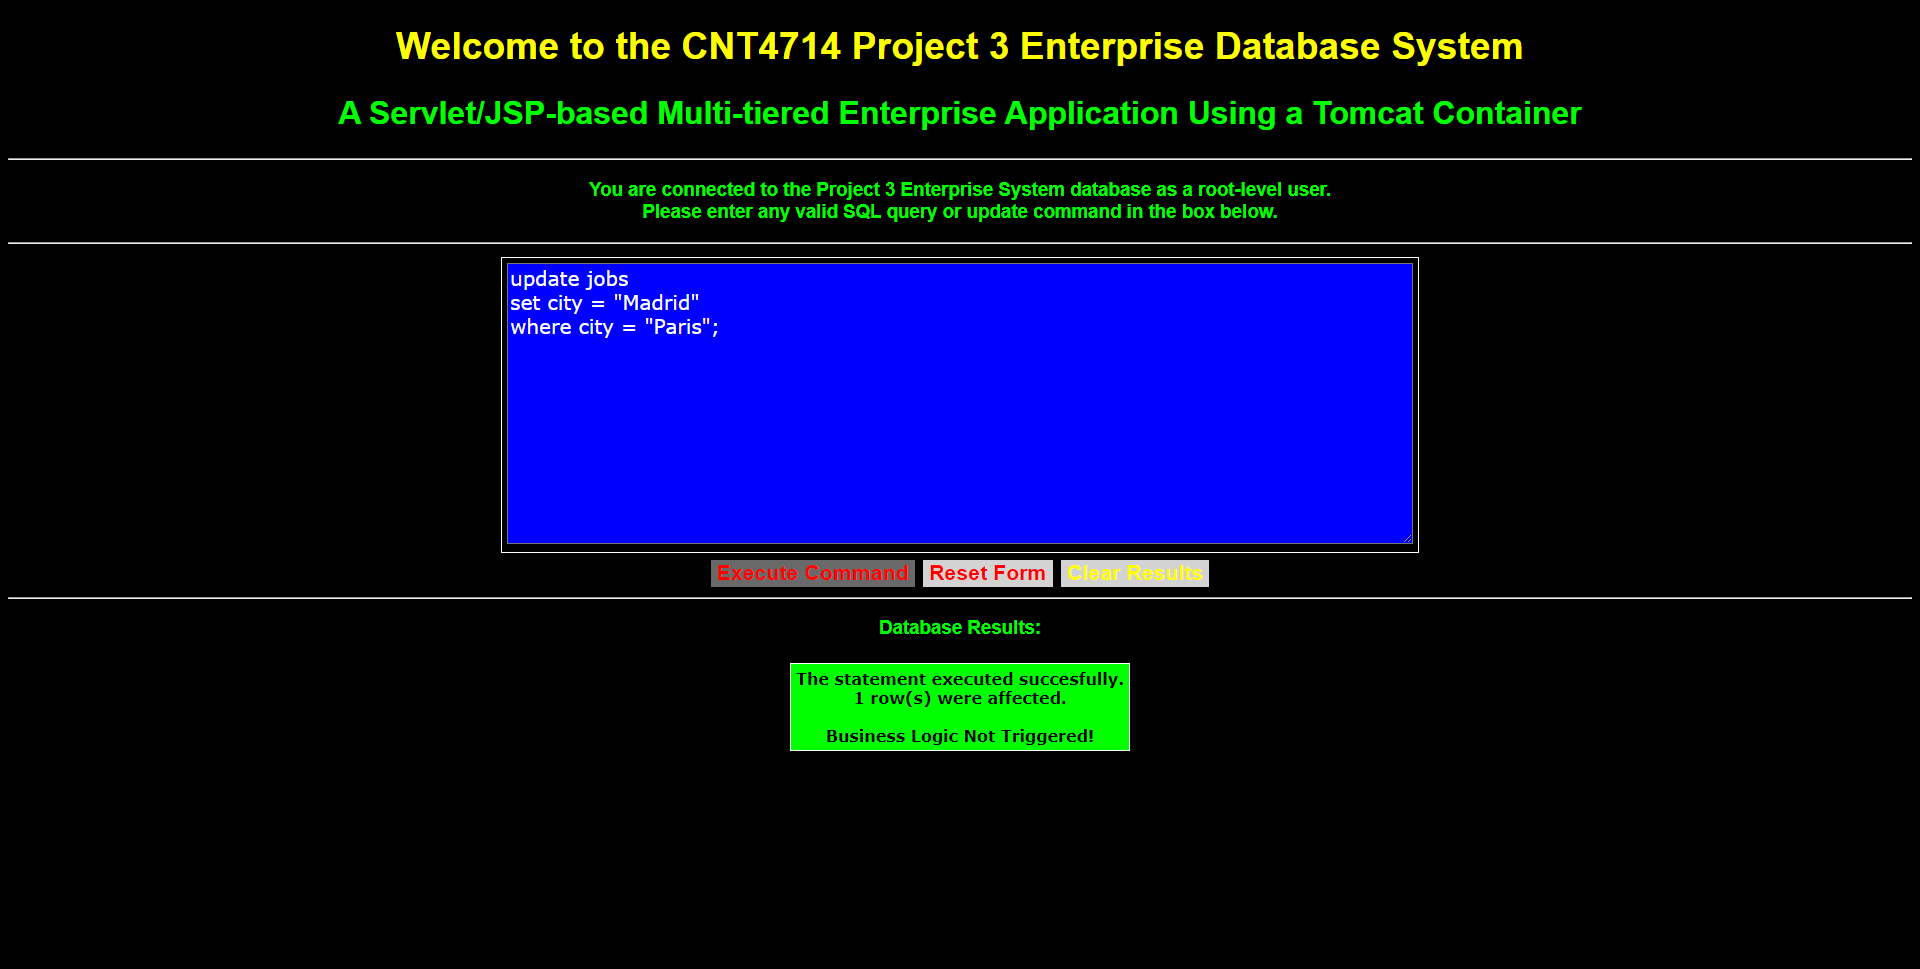 Welcome to the CNT4714 Project 3 Enterprise Database System
A Servlet/JSP-based Multi-tiered Enterprise Application Using a Tomcat Container
You are connected to the Project 3 Enterprise System database as a root-level user.
Please enter any valid SQL query or update command in the box below.
update jobs
set city = "Madrid"
where city = "Paris";
Execute Command Reset Form Clear Results
Database Results:
The statement executed succesfully.
1 row(s) were affected.
Business Logic Not Triggered!